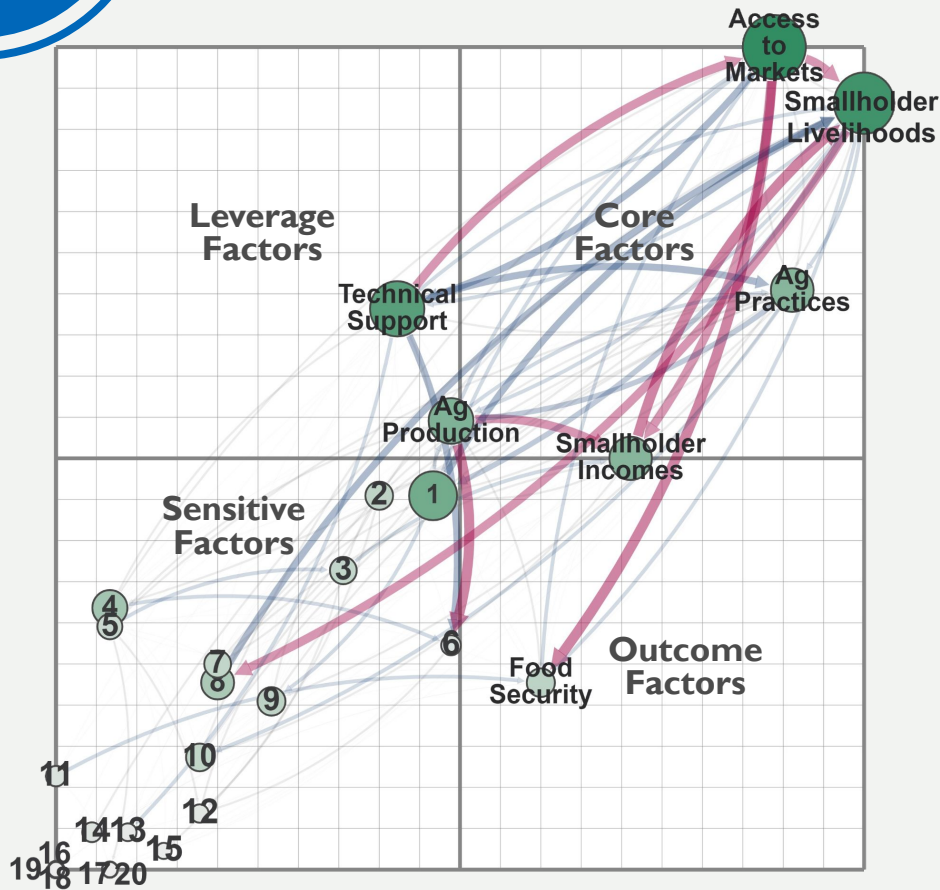 Access
to
Markets
Smallholder
Livelihoods
Leverage
Factors
Core
Factors
Ag
Practices
Technical
Support
Ag
Production
Smallholder
Incomes
2
1
Sensitive
Factors
3
4
5
6
7
8
Food
Security
Outcome
Factors
9
10
11
12
14
13
15
16
19
18
17
20